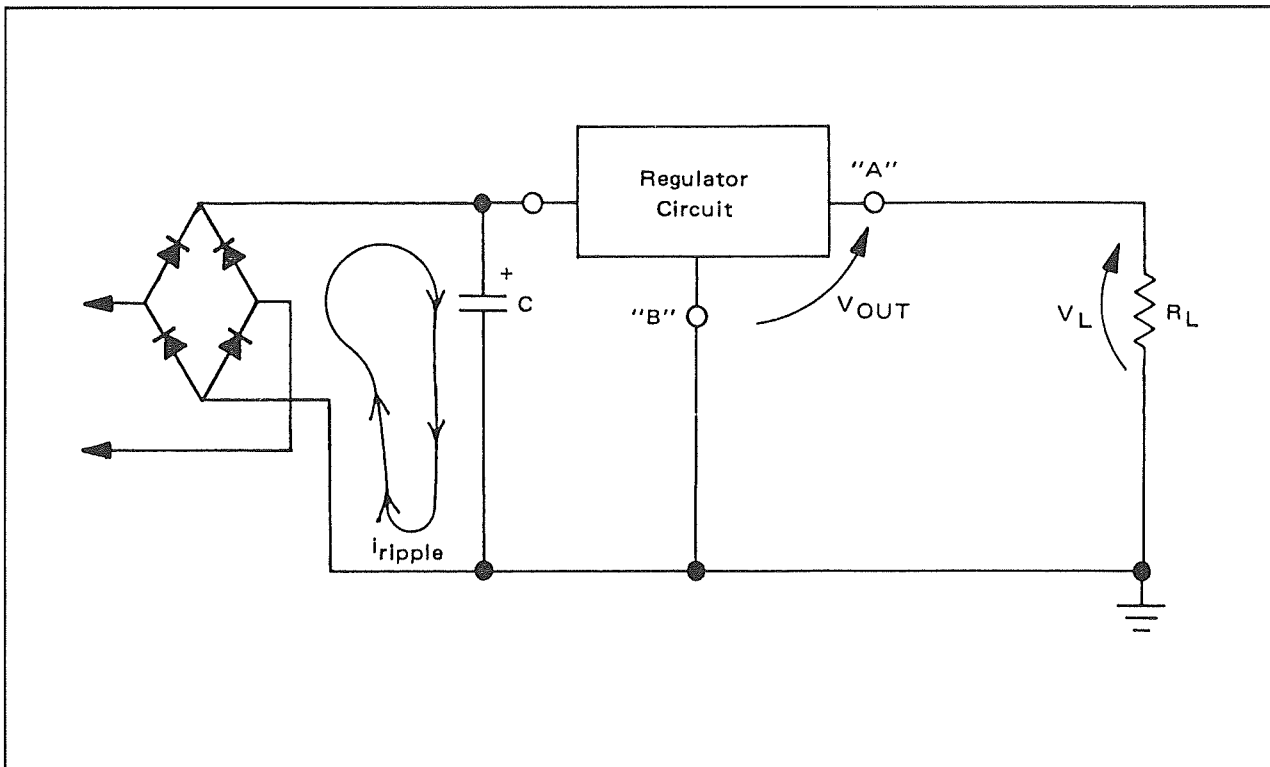 Regulator
Circuit
"A"
+
C
"B"
VOUT
VL
RL
iripple